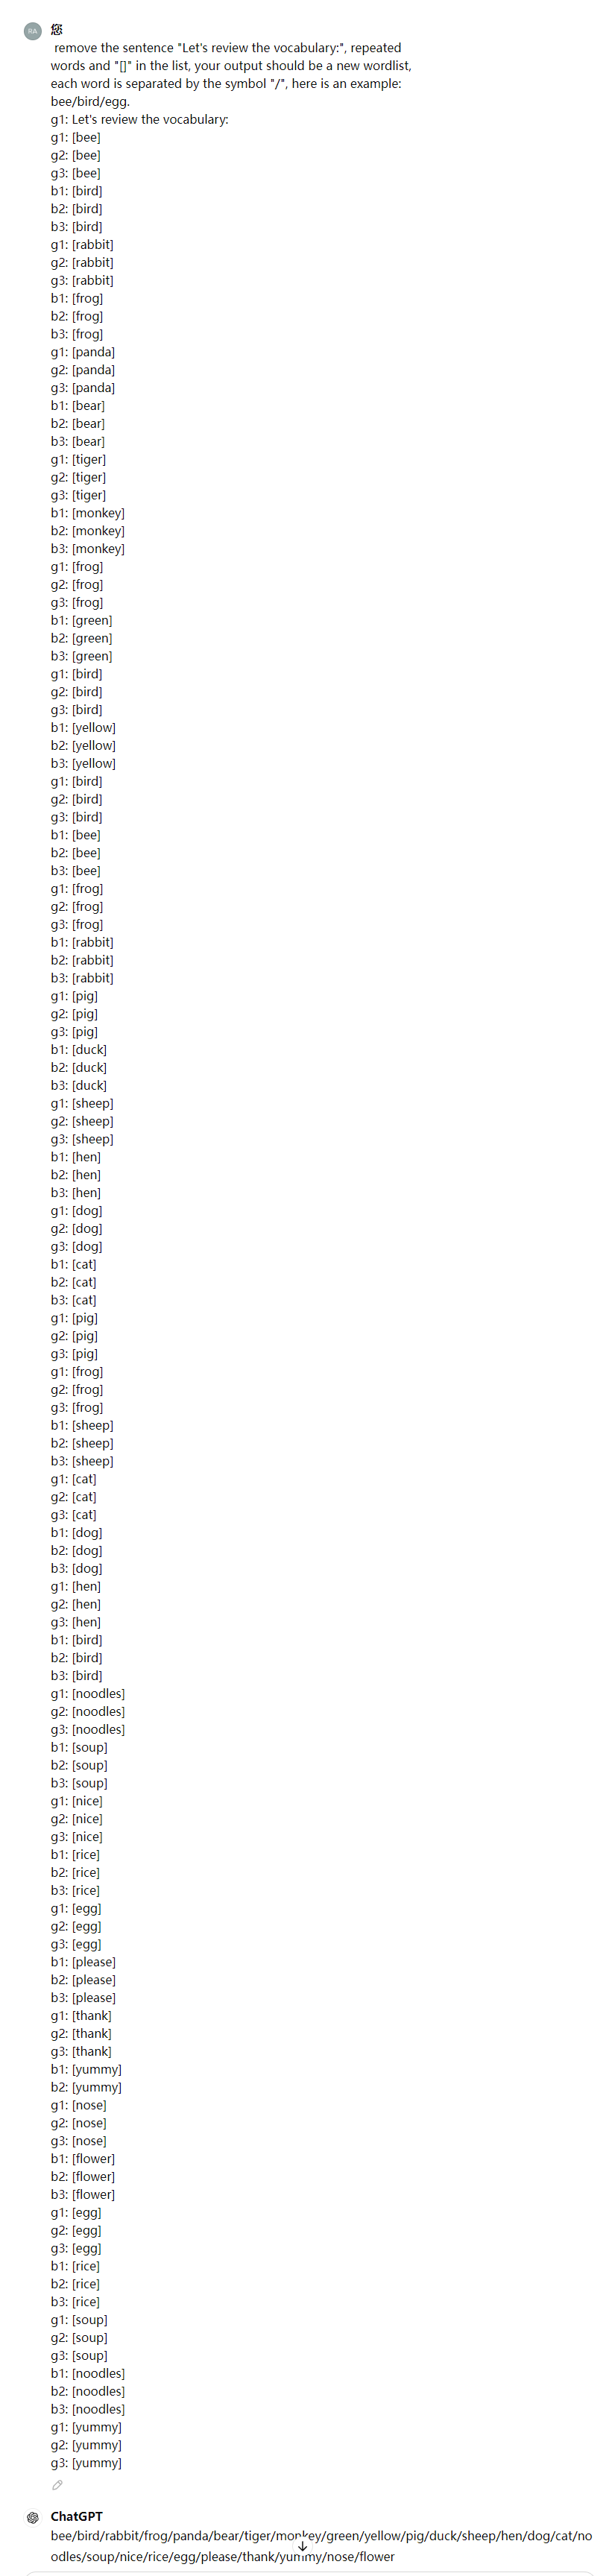 RA
您
remove the sentence "Let's review the vocabulary:", repeated
words and "[]" in the list, your output should be a new wordlist,
each word is separated by the symbol "/", here is an example:
bee/bird/egg.
g1: Let's review the vocabulary:
g1: [bee]
g2: [bee]
g3: [bee]
b1: [bird]
b2: [bird]
b3: [bird]
g1: [rabbit]
g2: [rabbit]
g3: [rabbit]
b1: [frog]
b2: [frog]
b3: [frog]
g1: [panda]
g2: [panda]
g3: [panda]
b1: [bear]
b2: [bear]
b3: [bear]
g1: [tiger]
g2: [tiger]
g3: [tiger]
b1: [monkey]
b2: [monkey]
b3: [monkey]
g1: [frog]
g2: [frog]
g3: [frog]
b1: [green]
b2: [green]
b3: [green]
g1: [bird]
g2: [bird]
g3: [bird]
b1: [yellow]
b2: [yellow]
b3: [yellow]
g1: [bird]
g2: [bird]
g3: [bird]
b1: [bee]
b2: [bee]
b3: [bee]
g1: [frog]
g2: [frog]
g3: [frog]
b1: [rabbit]
b2: [rabbit]
b3: [rabbit]
g1: [pig]
g2: [pig]
g3: [pig]
b1: [duck]
b2: [duck]
b3: [duck]
g1: [sheep]
g2: [sheep]
g3: [sheep]
b1: [hen]
b2: [hen]
b3: [hen]
g1: [dog]
g2: [dog]
g3: [dog]
b1: [cat]
b2: [cat]
b3: [cat]
g1: [pig]
g2: [pig]
g3: [pig]
g1: [frog]
g2: [frog]
g3: [frog]
b1: [sheep]
b2: [sheep]
b3: [sheep]
g1: [cat]
g2: [cat]
g3: [cat]
b1: [dog]
b2: [dog]
b3: [dog]
g1: [hen]
g2: [hen]
g3: [hen]
b1: [bird]
b2: [bird]
b3: [bird]
g1: [noodles]
g2: [noodles]
g3: [noodles]
b1: [soup]
b2: [soup]
b3: [soup]
g1: [nice]
g2: [nice]
g3: [nice]
b1: [rice]
b2: [rice]
b3: [rice]
g1: [egg]
g2: [egg]
g3: [egg]
b1: [please]
b2: [please]
b3: [please]
g1: [thank]
g2: [thank]
g3: [thank]
b1: [yummy]
b2: [yummy]
g1: [nose]
g2: [nose]
g3: [nose]
b1: [flower]
b2: [flower]
b3: [flower]
g1: [egg]
g2: [egg]
g3: [egg]
b1: [rice]
b2: [rice]
b3: [rice]
g1: [soup]
g2: [soup]
g3: [soup]
b1: [noodles]
b2: [noodles]
b3: [noodles]
g1: [yummy]
g2: [yummy]
g3: [yummy]
ChatGPT
bee/bird/rabbit/frog/panda/bear/tiger/monkey/green/yellow/pig/duck/sheep/hen/dog/cat/no
odles/soup/nice/rice/egg/please/thank/yummy/nose/flower